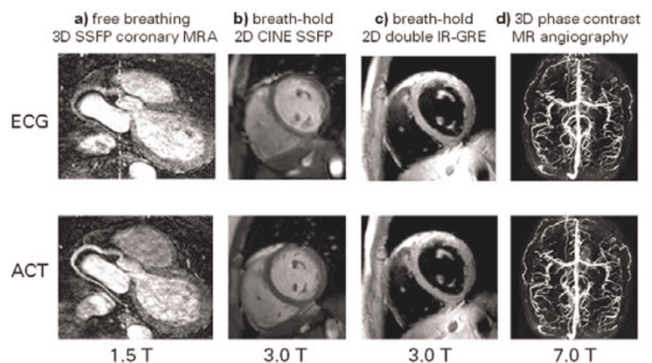 a) free breathing
3D SSFP coronary MRA
b) breath-hold
2D CINE SSFP
c) breath-hold
2D double IR-GRE
d) 3D phase contrast
MR angiography
ECG
ACT
1.5 T
3.0 T
3.0 T
7.0 T